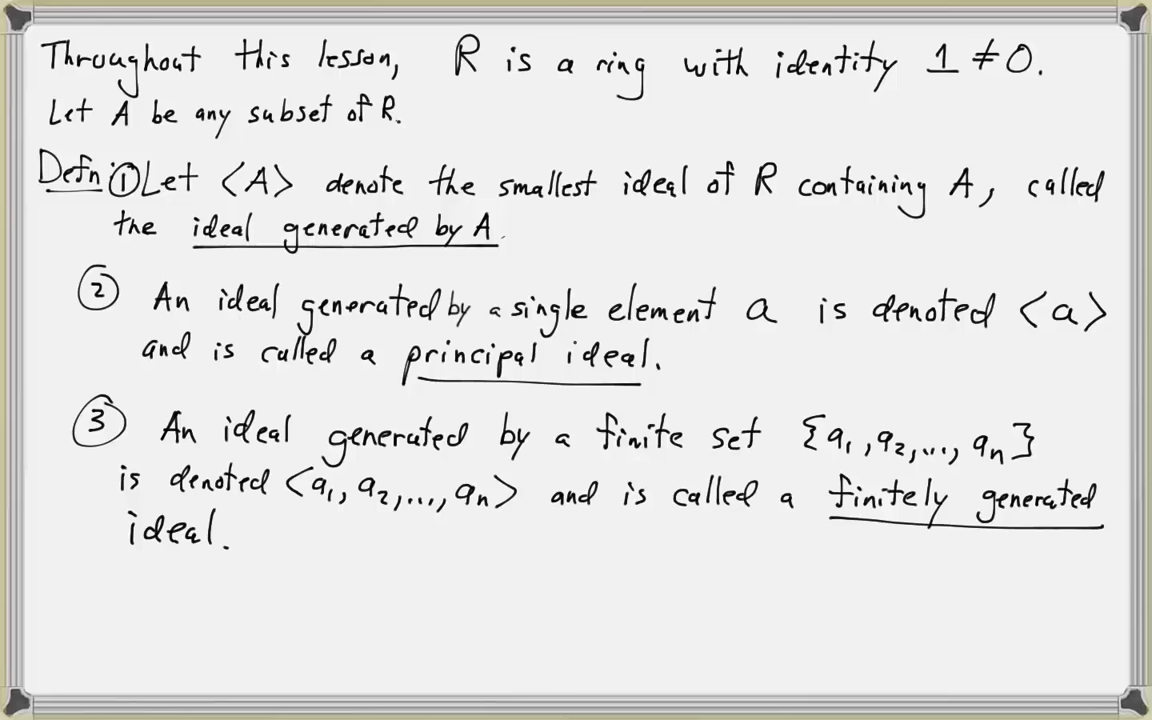 Throughout this lesson, R is a ring with identity 1 ≠ 0.
Let A be any subset of R.
Defn: ① Let <A> denote the smallest ideal of R containing A, called
the ideal generated by A.
② An ideal generated by a single element a is denoted <a>
and is called a principal ideal.
③ An ideal generated by a finite set {a₁, a₂, ..., aₙ}
is denoted <a₁, a₂, ..., aₙ> and is called a finitely generated
ideal.